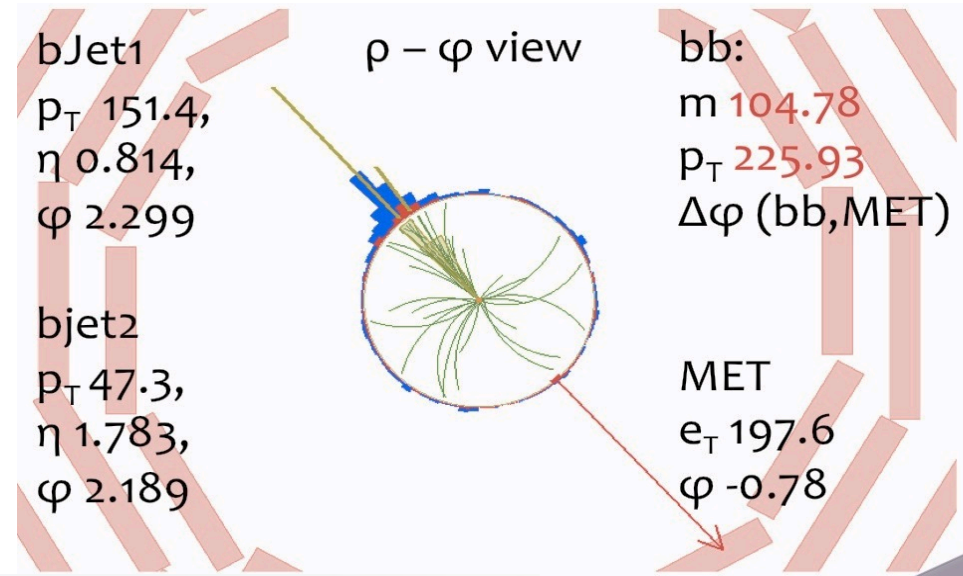 bJet1
pT 151.4,
η 0.814,
φ 2.299
bjet2
pT 47.3,
η 1.783,
φ 2.189
ρ – φ view
bb:
m 104.78
pT 225.93
Δφ (bb,MET)
MET
eT 197.6
φ -0.78